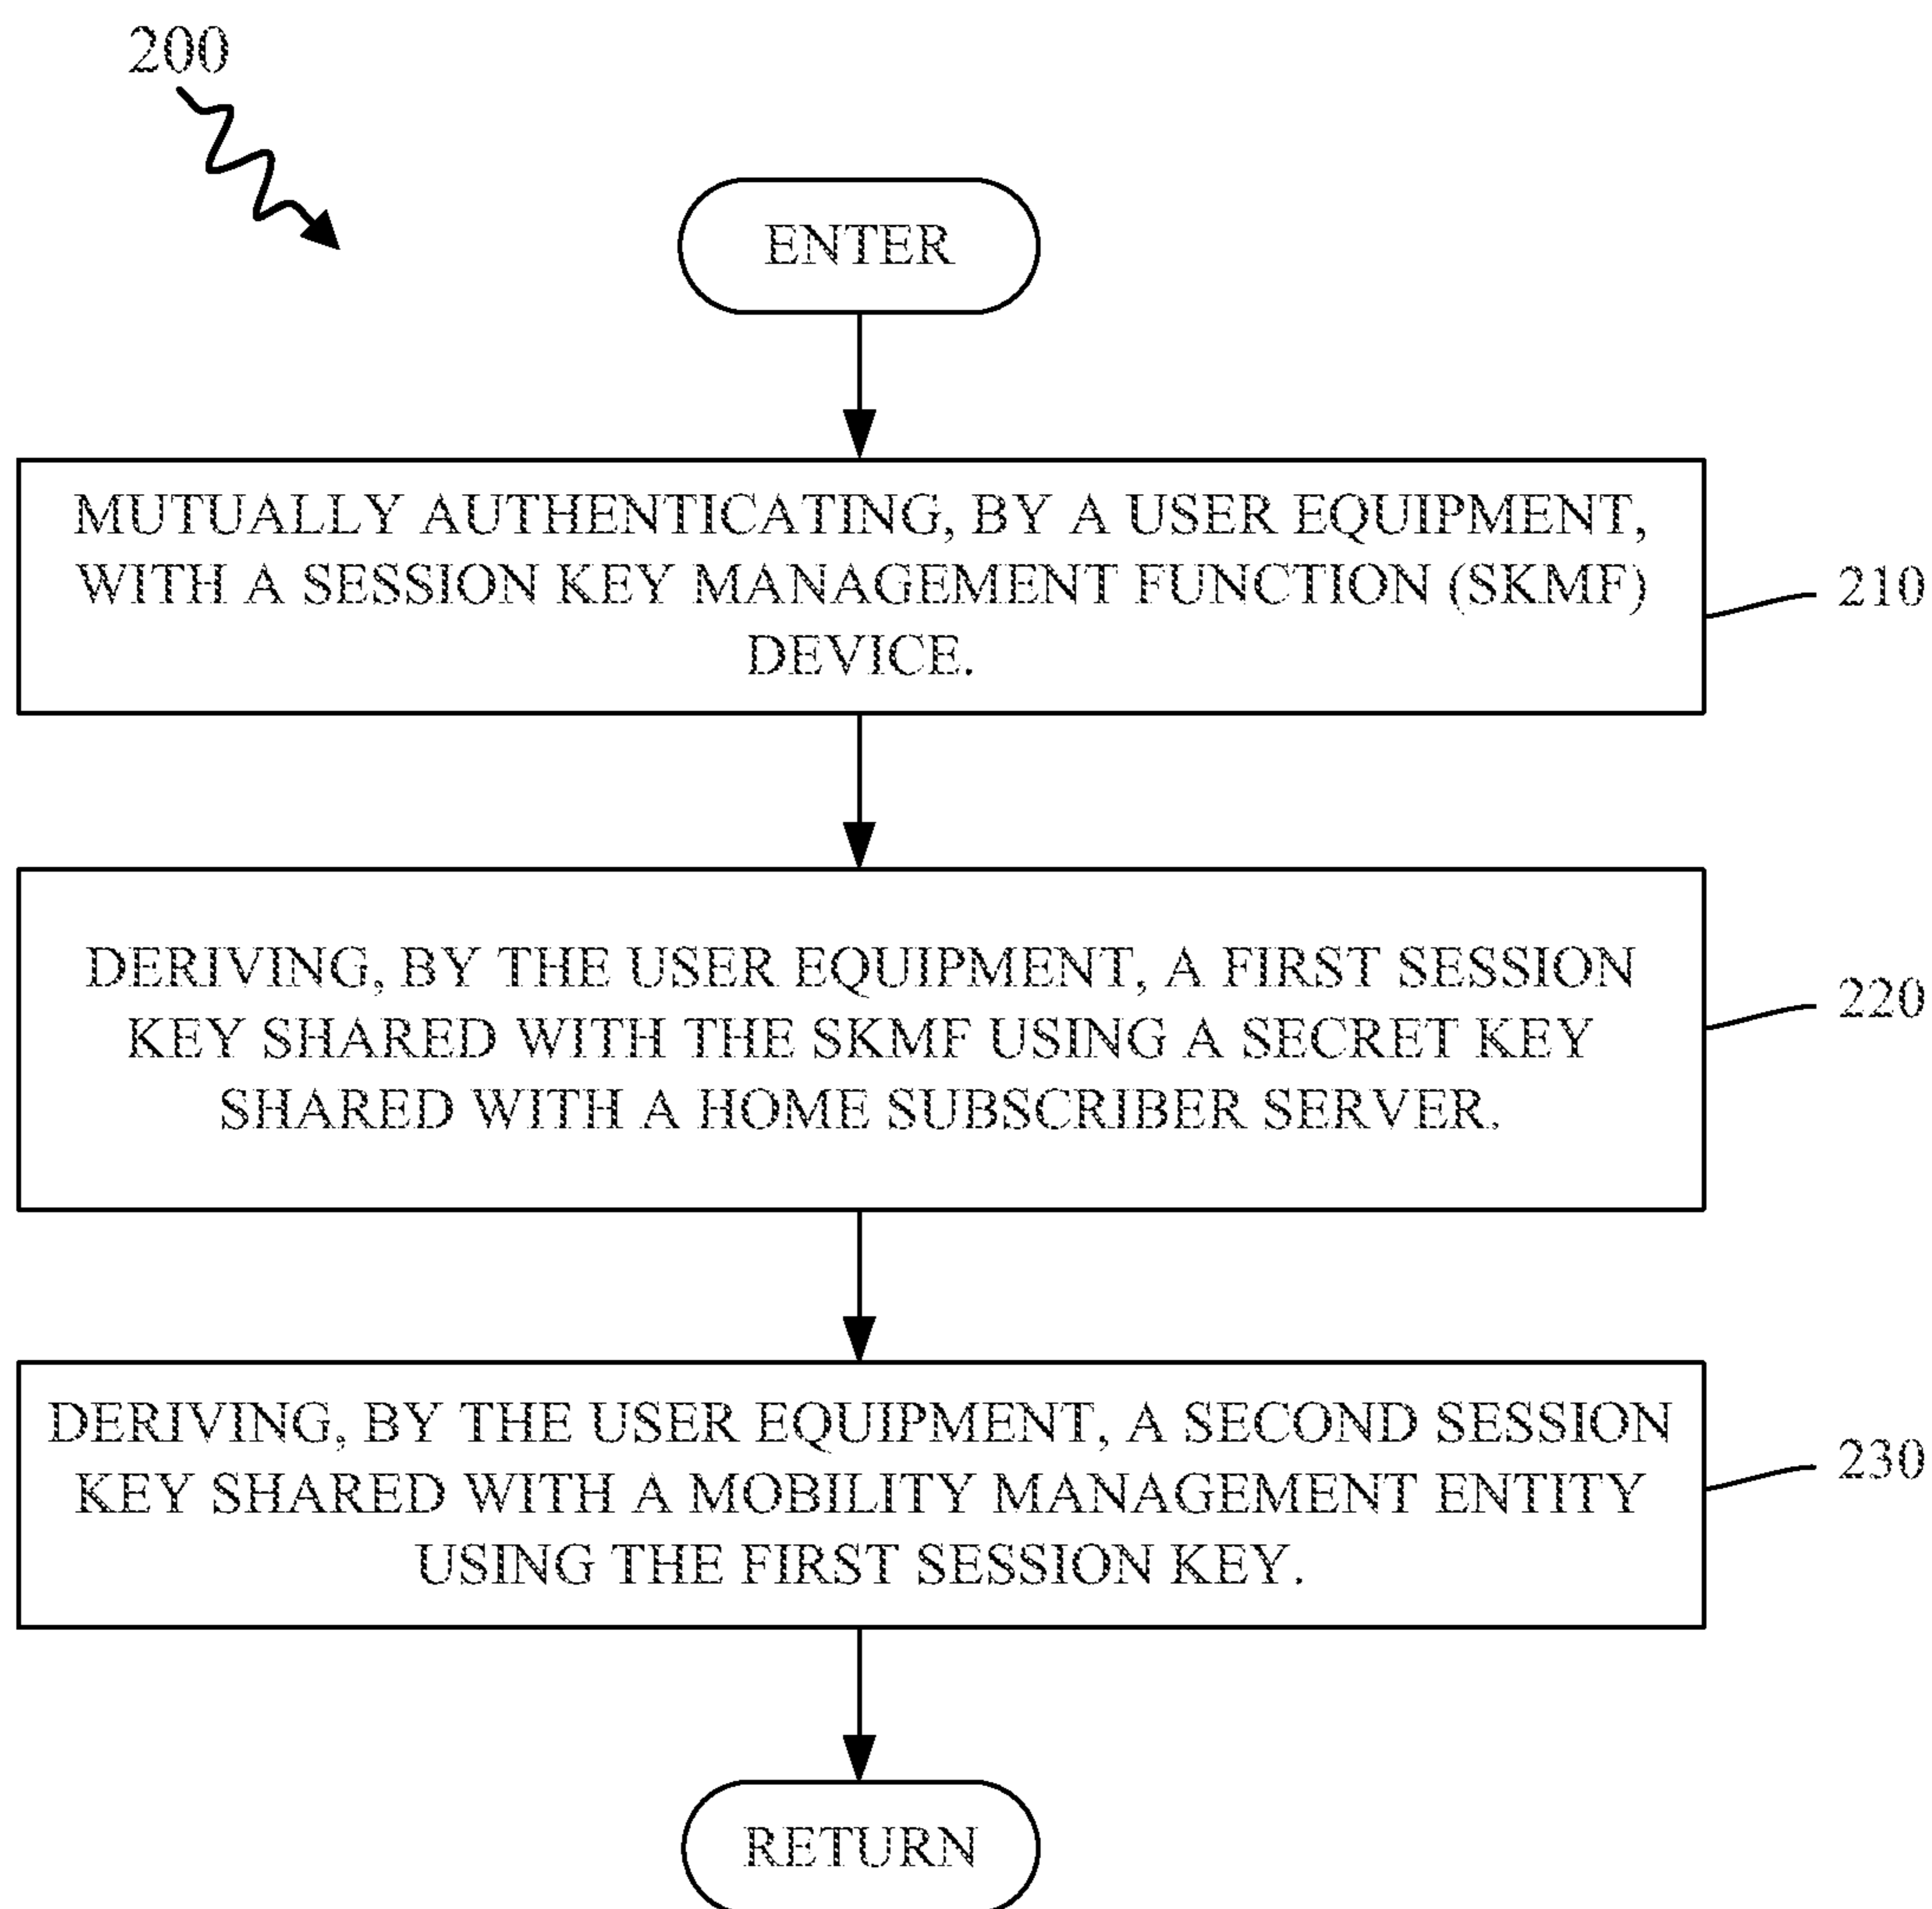 200
ENTER
MUTUALLY AUTHENTICATING, BY A USER EQUIPMENT,
WITH A SESSION KEY MANAGEMENT FUNCTION (SKMF)
DEVICE.
210
DERIVING, BY THE USER EQUIPMENT, A FIRST SESSION
KEY SHARED WITH THE SKMF USING A SECRET KEY
SHARED WITH A HOME SUBSCRIBER SERVER.
220
DERIVING, BY THE USER EQUIPMENT, A SECOND SESSION
KEY SHARED WITH A MOBILITY MANAGEMENT ENTITY
USING THE FIRST SESSION KEY.
230
RETURN